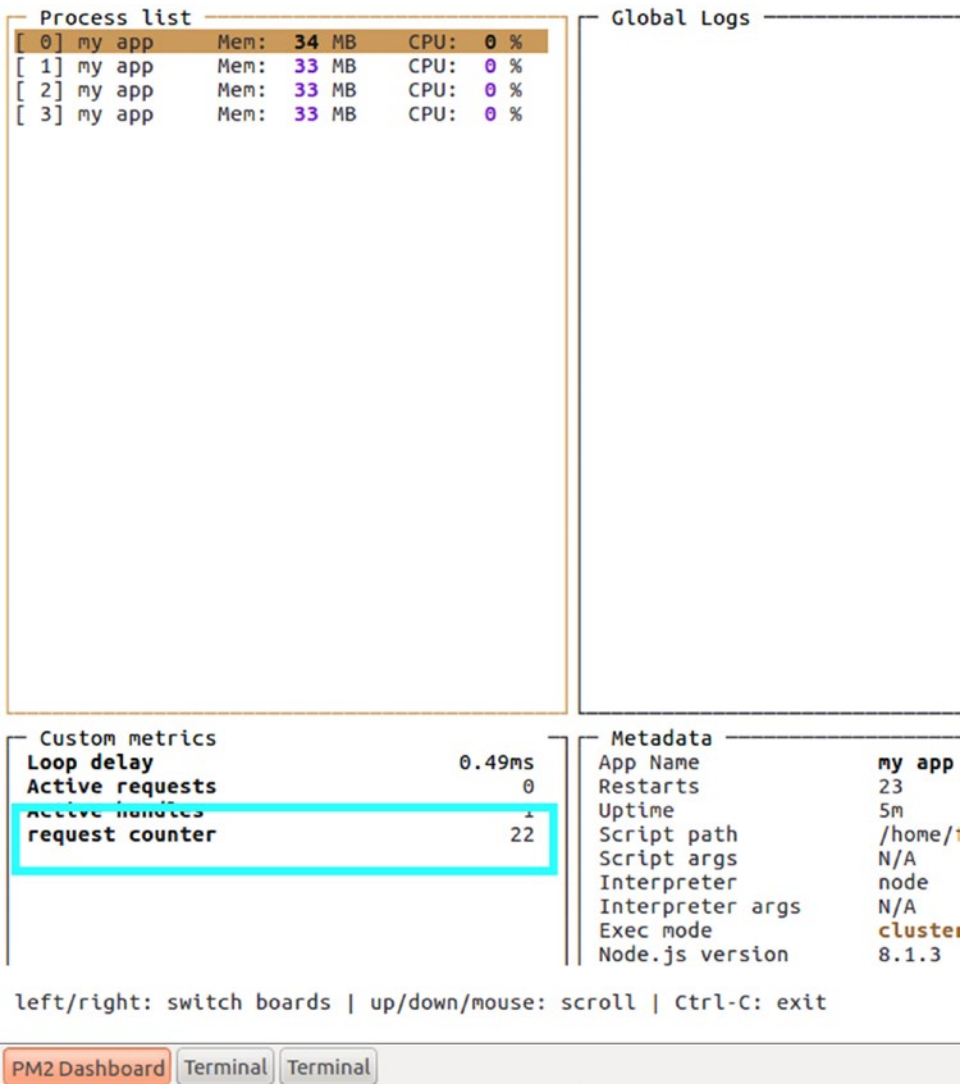 Process list
[ 0] my app Mem: 34 MB CPU: 0 %
[ 1] my app Mem: 33 MB CPU: 0 %
[ 2] my app Mem: 33 MB CPU: 0 %
[ 3] my app Mem: 33 MB CPU: 0 %
Global Logs
Custom metrics
Loop delay 0.49ms
Active requests 0
Active handles 1
request counter 22
Metadata
App Name my app
Restarts 23
Uptime 5m
Script path /home/
Script args N/A
Interpreter node
Interpreter args N/A
Exec mode cluster
Node.js version 8.1.3
left/right: switch boards | up/down/mouse: scroll | Ctrl-C: exit
PM2 Dashboard
Terminal
Terminal